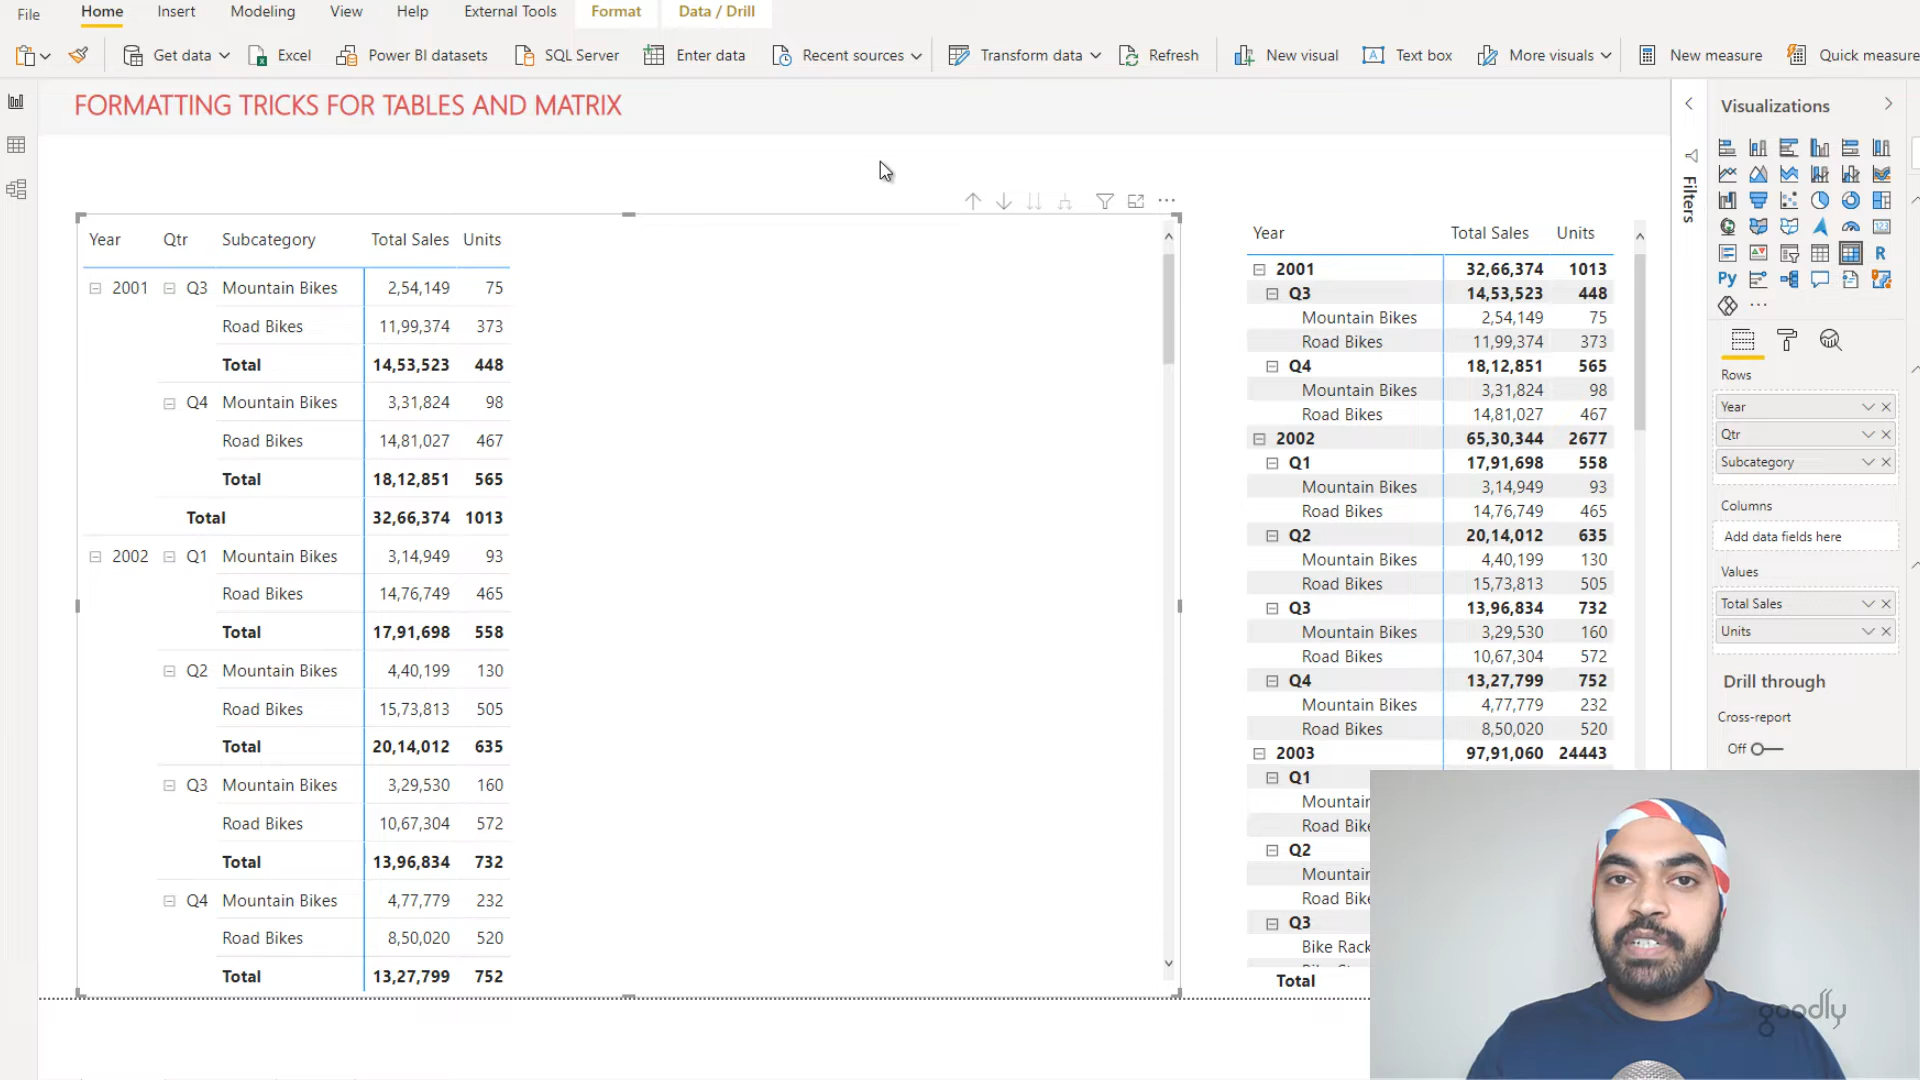 File Home Insert Modeling View Help External Tools Format Data / Drill
Get data Excel Power BI datasets SQL Server Enter data Recent sources Transform data Refresh New visual Text box More visuals New measure Quick measure
FORMATTING TRICKS FOR TABLES AND MATRIX
Year Qtr Subcategory Total Sales Units
2001 Q3 Mountain Bikes 2,54,149 75
Road Bikes 11,99,374 373
Total 14,53,523 448
Q4 Mountain Bikes 3,31,824 98
Road Bikes 14,81,027 467
Total 18,12,851 565
Total 32,66,374 1013
2002 Q1 Mountain Bikes 3,14,949 93
Road Bikes 14,76,749 465
Total 17,91,698 558
Q2 Mountain Bikes 4,40,199 130
Road Bikes 15,73,813 505
Total 20,14,012 635
Q3 Mountain Bikes 3,29,530 160
Road Bikes 10,67,304 572
Total 13,96,834 732
Q4 Mountain Bikes 4,77,779 232
Road Bikes 8,50,020 520
Total 13,27,799 752
Year Total Sales Units
2001 32,66,374 1013
Q3 14,53,523 448
Mountain Bikes 2,54,149 75
Road Bikes 11,99,374 373
Q4 18,12,851 565
Mountain Bikes 3,31,824 98
Road Bikes 14,81,027 467
2002 65,30,344 2677
Q1 17,91,698 558
Mountain Bikes 3,14,949 93
Road Bikes 14,76,749 465
Q2 20,14,012 635
Mountain Bikes 4,40,199 130
Road Bikes 15,73,813 505
Q3 13,96,834 732
Mountain Bikes 3,29,530 160
Road Bikes 10,67,304 572
Q4 13,27,799 752
Mountain Bikes 4,77,779 232
Road Bikes 8,50,020 520
2003 97,91,060 24443
Q1
Mountain
Road Bike
Q2
Mountain
Road Bike
Q3
Bike Rack
Total
Filters
Visualizations
R
Py
Rows
Year
Qtr
Subcategory
Columns
Add data fields here
Values
Total Sales
Units
Drill through
Cross-report
Off
goodly